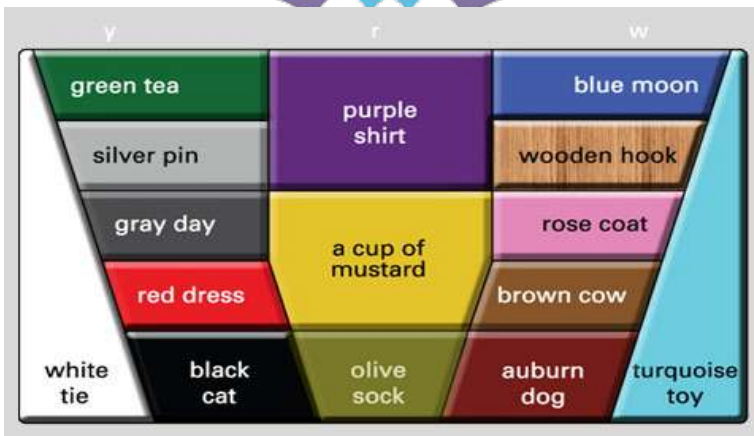 y r w
green tea
purple
shirt
blue moon
silver pin
wooden hook
gray day
a cup of
mustard
rose coat
red dress
brown cow
white
tie
black
cat
olive
sock
auburn
dog
turquoise
toy